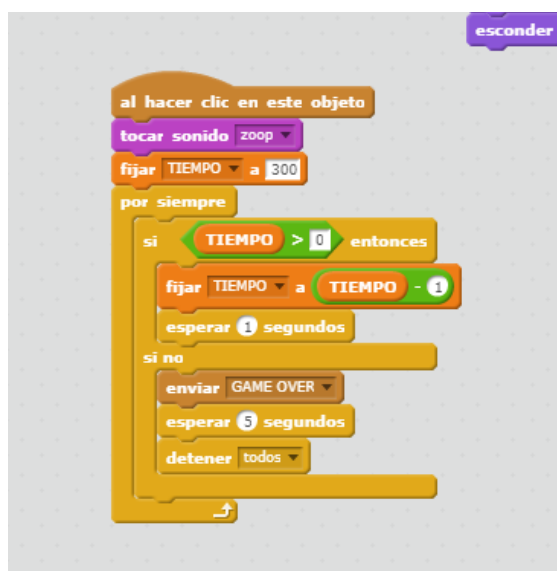 esconder
al hacer clic en este objeto
tocar sonido zoop
fijar TIEMPO a 300
por siempre
si TIEMPO > 0 entonces
fijar TIEMPO a TIEMPO - 1
esperar 1 segundos
si no
enviar GAME OVER
esperar 5 segundos
detener todos